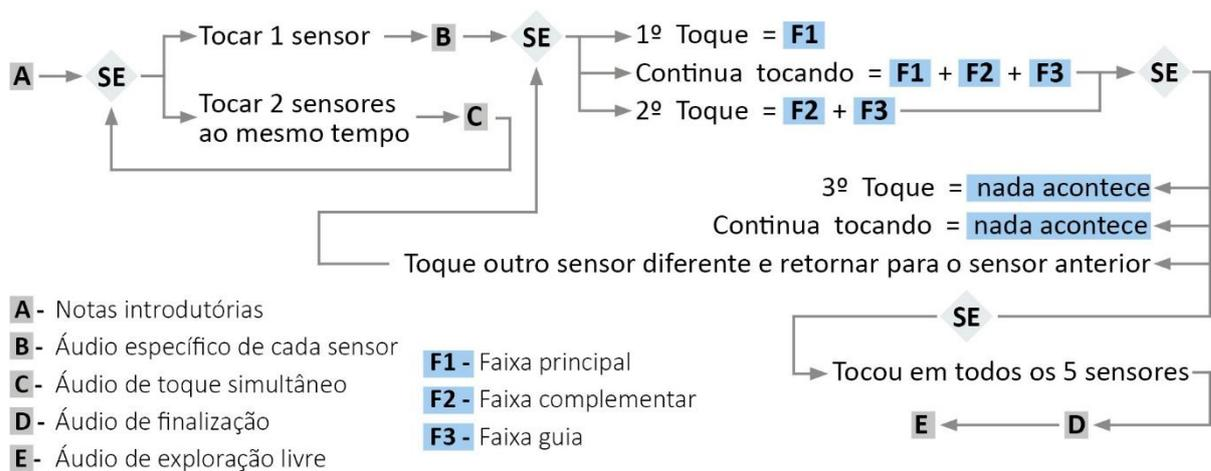 Tocar 1 sensor
B
SE
1º Toque = F1
A
SE
Continua tocando = F1 + F2 + F3
SE
Tocar 2 sensores
ao mesmo tempo
C
2º Toque = F2 + F3
3º Toque = nada acontece
Continua tocando = nada acontece
Toque outro sensor diferente e retornar para o sensor anterior
SE
Tocou em todos os 5 sensores
E
D
A - Notas introdutórias
B - Áudio específico de cada sensor
C - Áudio de toque simultâneo
D - Áudio de finalização
E - Áudio de exploração livre
F1 - Faixa principal
F2 - Faixa complementar
F3 - Faixa guia